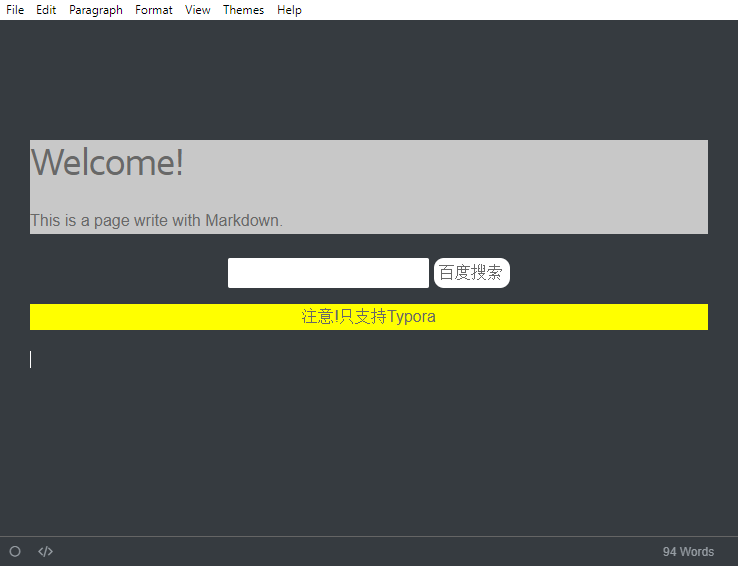 File Edit Paragraph Format View Themes Help
Welcome!
This is a page write with Markdown.
百度搜索
注意!只支持Typora
94 Words